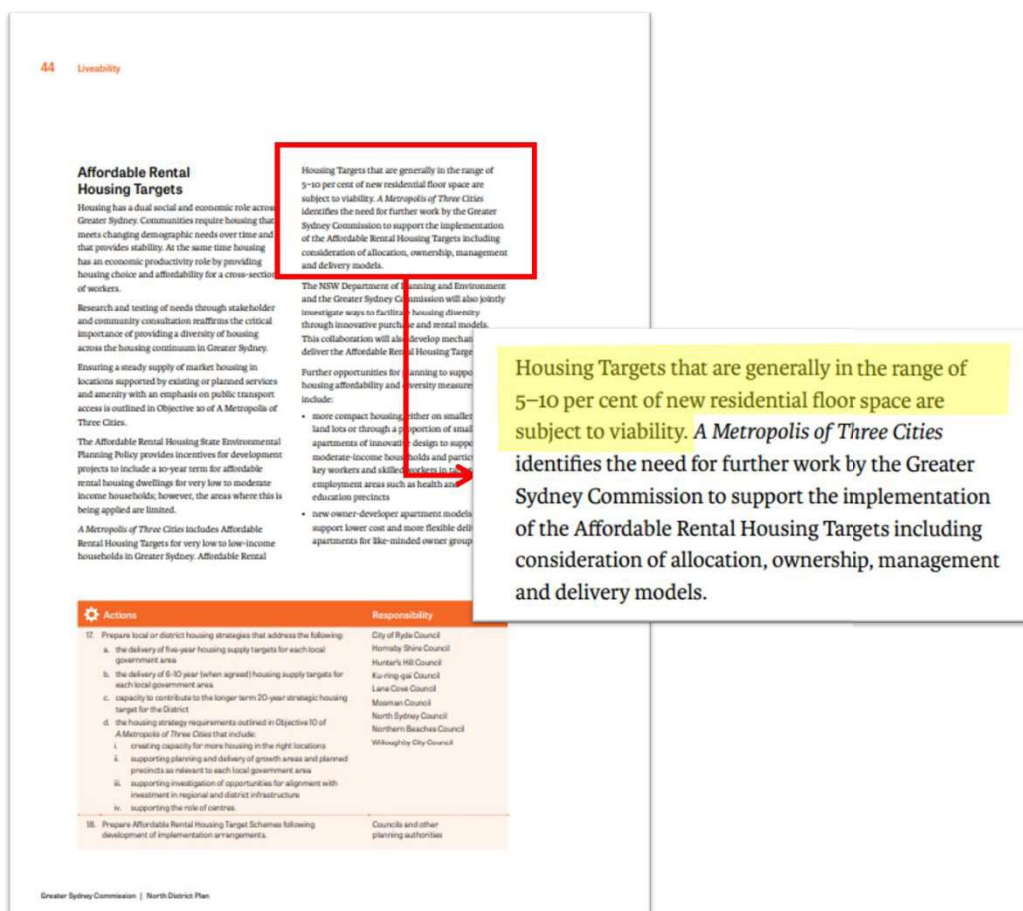 44 Liveability
Affordable Rental
Housing Targets
Housing has a dual social and economic role across
Greater Sydney. Communities require housing that
meets changing demographic needs over time and
that provides stability. At the same time housing
has an economic productivity role by providing
housing choice and affordability for a cross-section
of workers.
Research and testing of needs through stakeholder
and community consultation reaffirms the critical
importance of providing a diversity of housing
across the housing continuum in Greater Sydney.
Ensuring a steady supply of market housing in
locations supported by existing or planned services
and amenity with an emphasis on public transport
access is outlined in Objective 10 of A Metropolis of
Three Cities.
The Affordable Rental Housing State Environmental
Planning Policy provides incentives for development
projects to include a 10-year term for affordable
rental housing dwellings for very low to moderate
income households; however, the areas where this is
being applied are limited.
A Metropolis of Three Cities includes Affordable
Rental Housing Targets for very low to low-income
households in Greater Sydney. Affordable Rental
Housing Targets that are generally in the range of
5–10 per cent of new residential floor space are
subject to viability. A Metropolis of Three Cities
identifies the need for further work by the Greater
Sydney Commission to support the implementation
of the Affordable Rental Housing Targets including
consideration of allocation, ownership, management
and delivery models.
The NSW Department of Planning and Environment
and the Greater Sydney Commission will also jointly
investigate ways to facilitate housing diversity
through innovative purchase and rental models.
This collaboration will also develop
deliver the Affordable Rental Housing
Further opportunities for planning to
housing affordability and diversity
include:
• more compact housing, either on smaller
land lots or through a proportion of
apartments of innovative design to
moderate-income households and
key workers and skilled workers in
employment areas such as health and
education precincts
• new owner-developer apartment models
support lower cost and more flexible
apartments for like-minded owner
Housing Targets that are generally in the range of
5–10 per cent of new residential floor space are
subject to viability. A Metropolis of Three Cities
identifies the need for further work by the Greater
Sydney Commission to support the implementation
of the Affordable Rental Housing Targets including
consideration of allocation, ownership, management
and delivery models.
Actions Responsibility
17. Prepare local or district housing strategies that address the following:
a. the delivery of five-year housing supply targets for each local
government area
b. the delivery of 6-10 year (when agreed) housing supply targets for
each local government area
c. capacity to contribute to the longer term 20-year strategic housing
target for the District
d. the housing strategy requirements outlined in Objective 10 of
A Metropolis of Three Cities that include:
i. creating capacity for more housing in the right locations
ii. supporting planning and delivery of growth areas and planned
precincts as relevant to each local government area
iii. supporting investigation of opportunities for alignment with
investment in regional and district infrastructure
iv. supporting the role of centres.
City of Ryde Council
Hornsby Shire Council
Hunter's Hill Council
Ku-ring-gai Council
Lane Cove Council
Mosman Council
North Sydney Council
Northern Beaches Council
Willoughby City Council
18. Prepare Affordable Rental Housing Target Schemes following
development of implementation arrangements.
Councils and other
planning authorities
Greater Sydney Commission | North District Plan